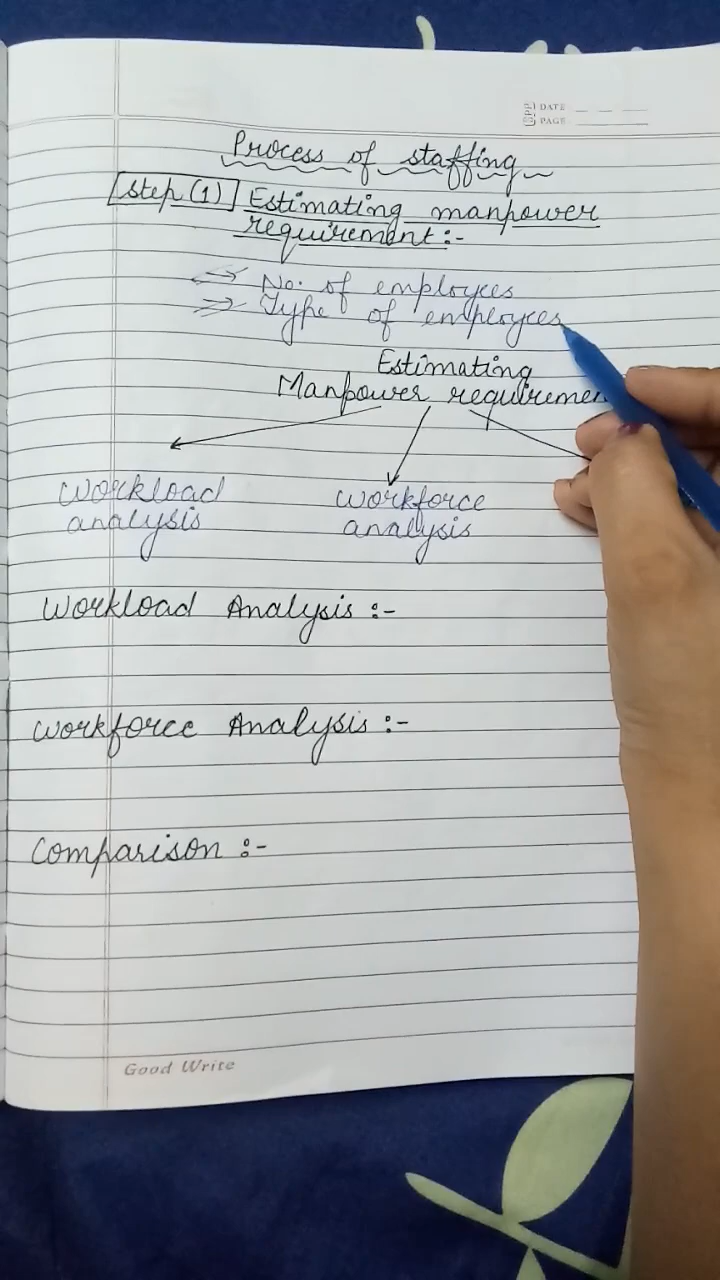 DATE
PAGE
Process of staffing
Step (1) Estimating manpower
requirement:-
No. of employees
Type of employees
Estimating
Manpower requiremen
Workload
analysis
Workforce
analysis
Workload Analysis :-
Workforce Analysis :-
Comparison :-
Good Write